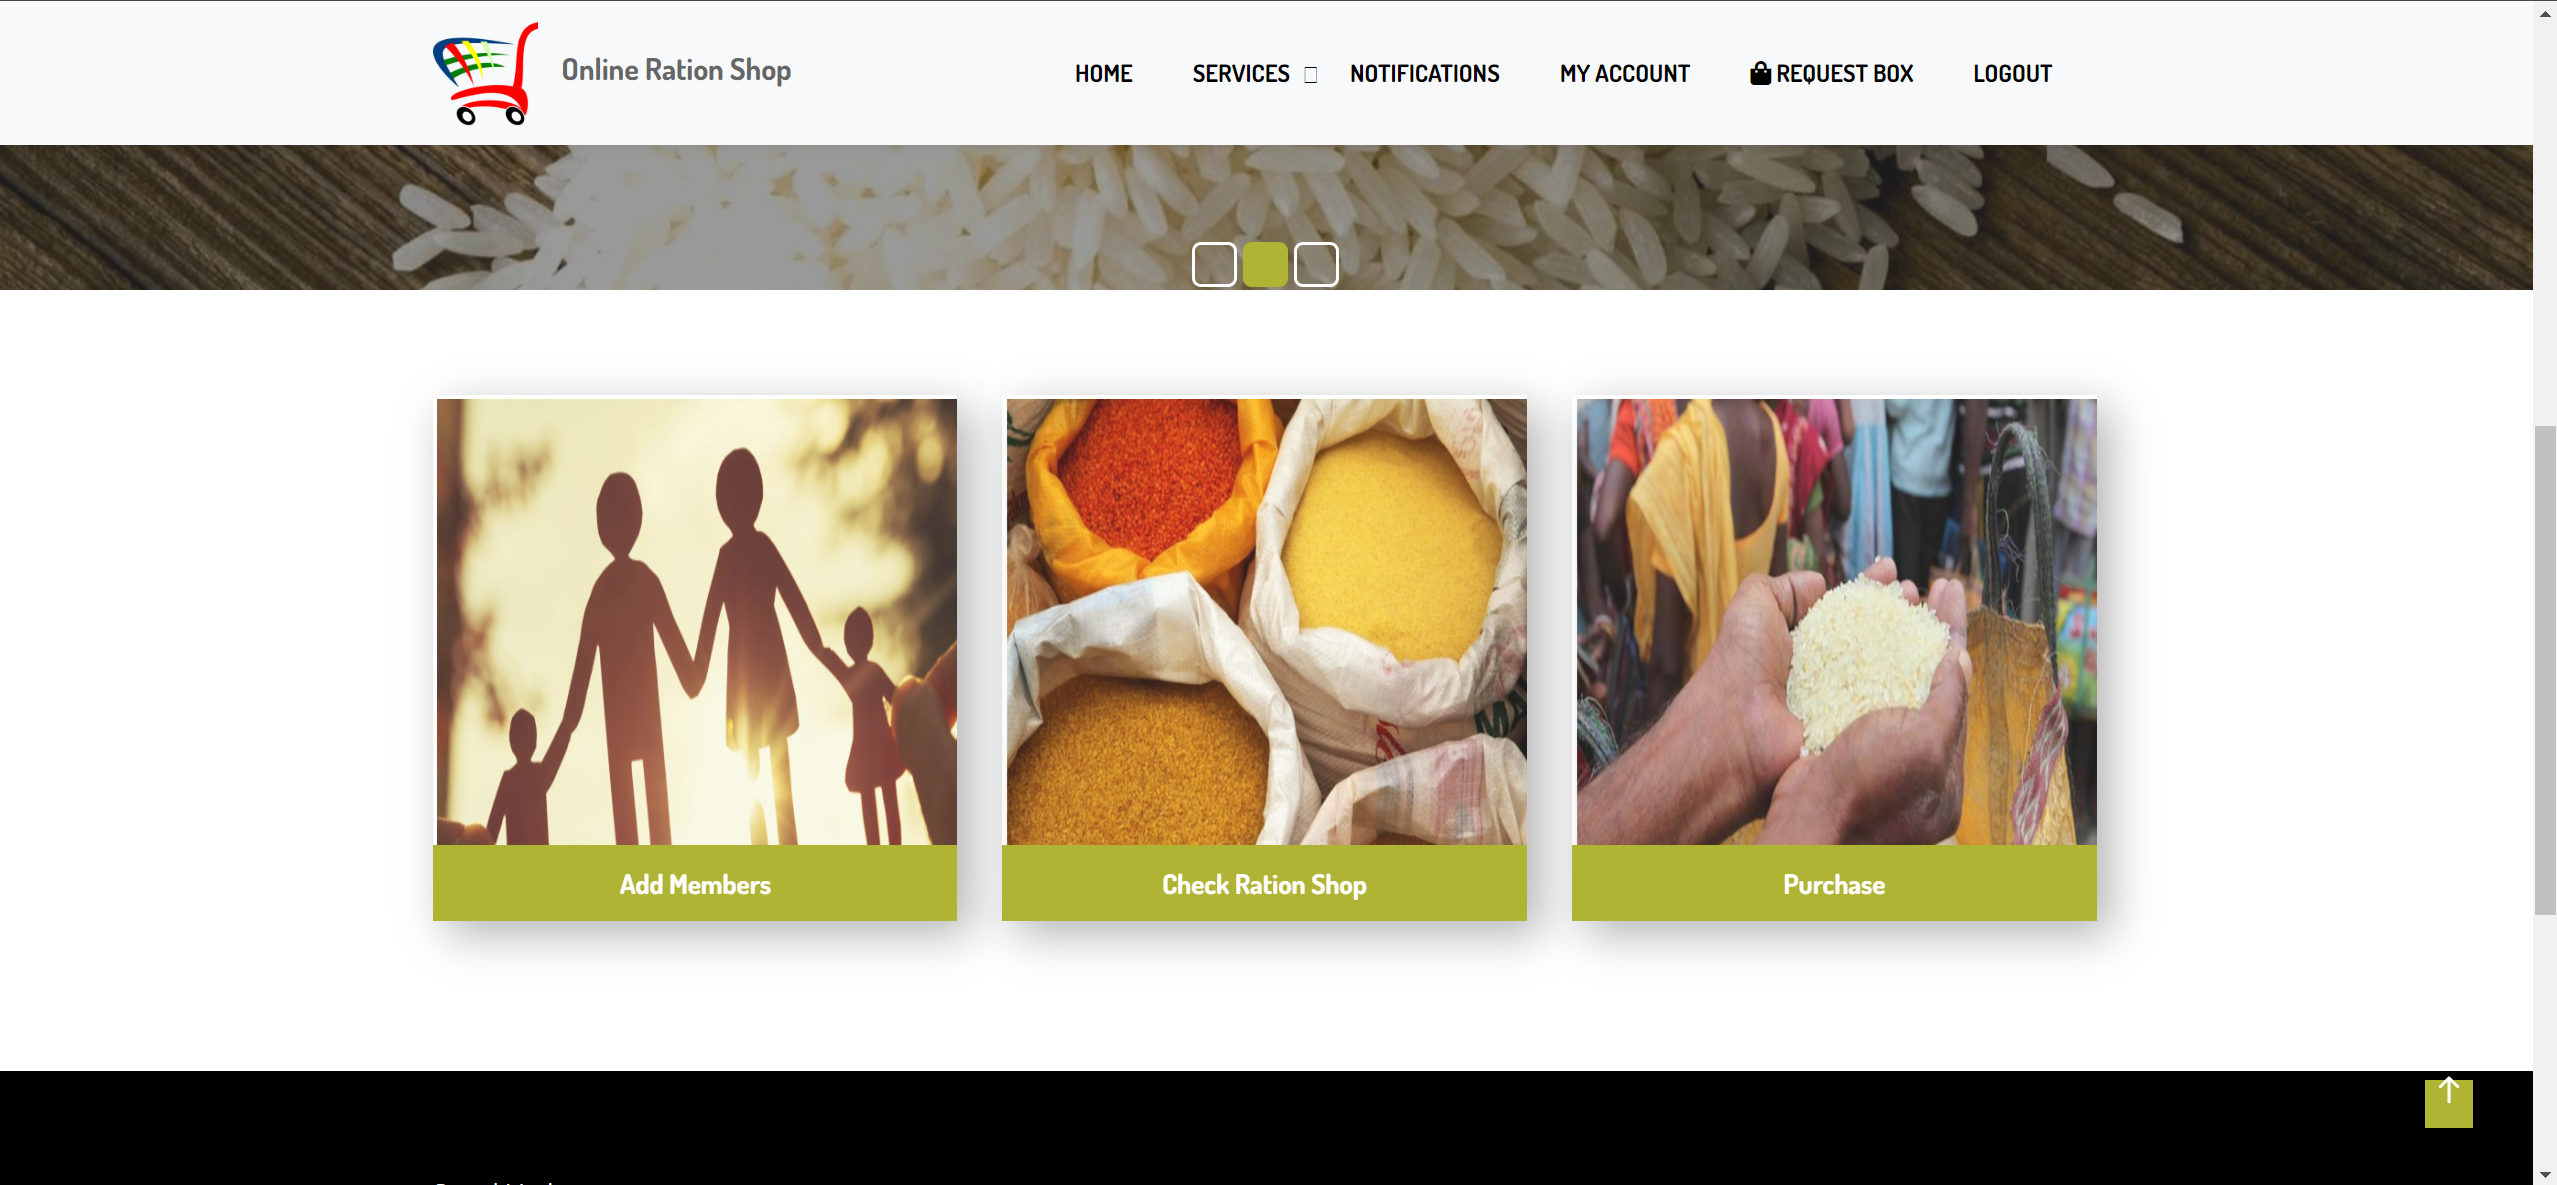 Online Ration Shop
HOME SERVICES NOTIFICATIONS MY ACCOUNT REQUEST BOX LOGOUT
Add Members Check Ration Shop Purchase